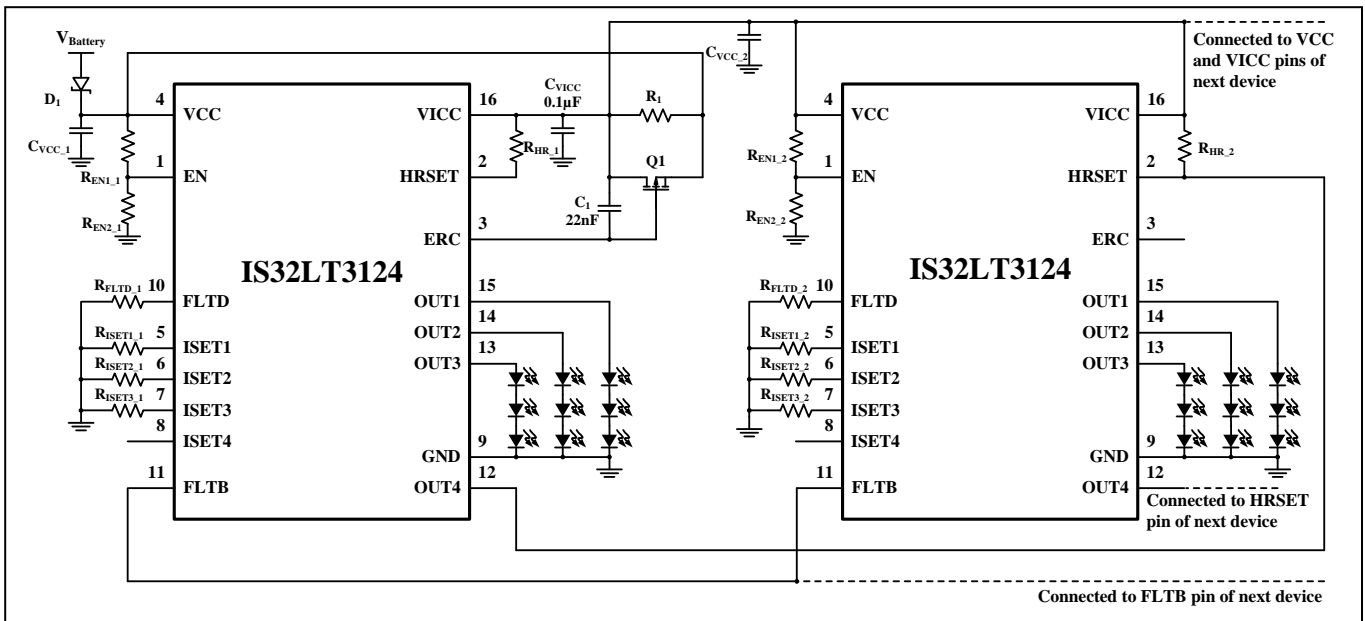 VBattery
D1
CVCC_1
4
VCC
1
EN
REN1_1
REN2_1
IS32LT3124
RFLTD_1
10
FLTD
RISET1_1
5
ISET1
RISET2_1
6
ISET2
RISET3_1
7
ISET3
8
ISET4
11
FLTB
16
VICC
2
HRSET
3
ERC
15
OUT1
14
OUT2
13
OUT3
9
GND
12
OUT4
CVICC
0.1µF
RHR_1
R1
Q1
C1
22nF
CVCC_2
4
VCC
1
EN
REN1_2
REN2_2
IS32LT3124
RFLTD_2
10
FLTD
RISET1_2
5
ISET1
RISET2_2
6
ISET2
RISET3_2
7
ISET3
8
ISET4
11
FLTB
16
VICC
2
HRSET
RHR_2
3
ERC
15
OUT1
14
OUT2
13
OUT3
9
GND
12
OUT4
Connected to VCC
and VICC pins of
next device
Connected to HRSET
pin of next device
Connected to FLTB pin of next device